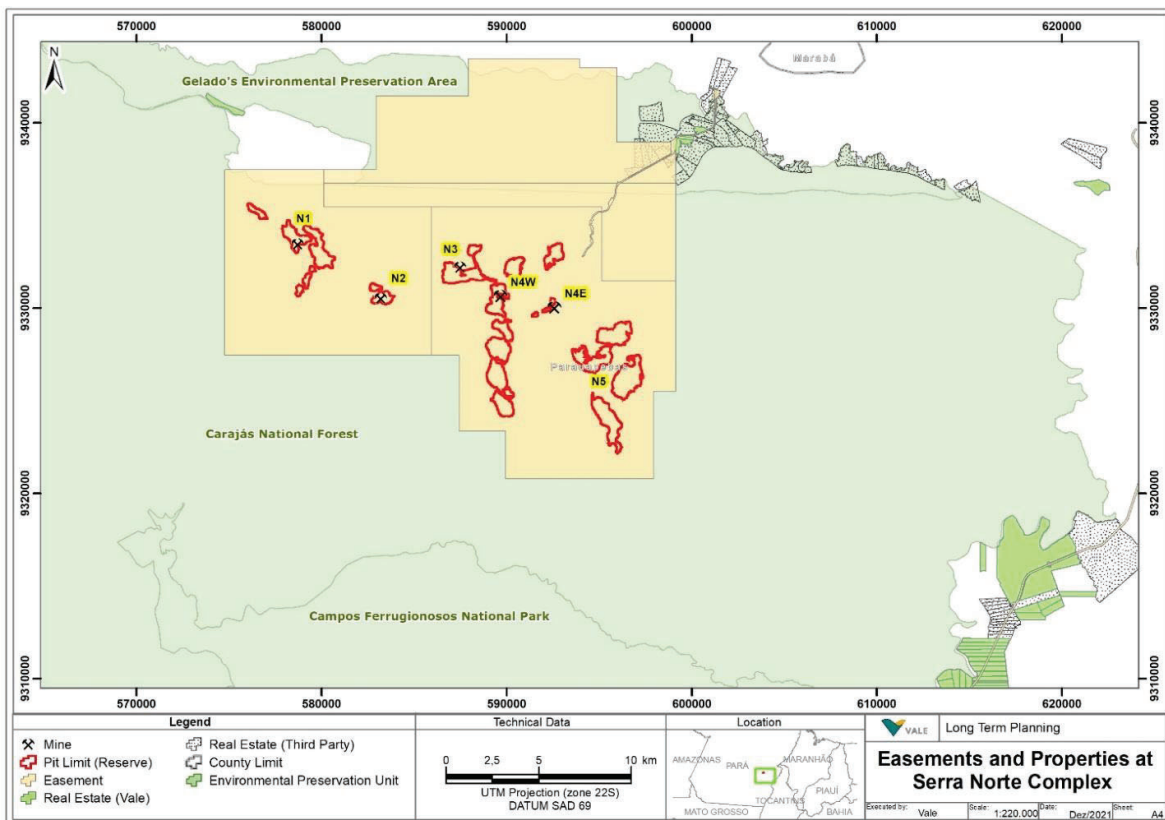 570000 580000 590000 600000 610000 620000
N
Marabá
Gelado's Environmental Preservation Area
9340000 9340000
N1
N3
N2
N4W
N4E
9330000 9330000
Parauapebas
N5
Carajás National Forest
9320000 9320000
Campos Ferrugionosos National Park
9310000 9310000
570000 580000 590000 600000 610000 620000
Legend
Mine
Pit Limit (Reserve)
Easement
Real Estate (Vale)
Real Estate (Third Party)
County Limit
Environmental Preservation Unit
Technical Data
0 2,5 5 10 km
UTM Projection (zone 22S)
DATUM SAD 69
Location
AMAZONAS
PARÁ
MARANHÃO
PIAUÍ
TOCANTINS
MATO GROSSO
BAHIA
VALE
Long Term Planning
Easements and Properties at
Serra Norte Complex
Executed by: Vale
Scale: 1:220.000
Date: Dez/2021
Sheet: A4